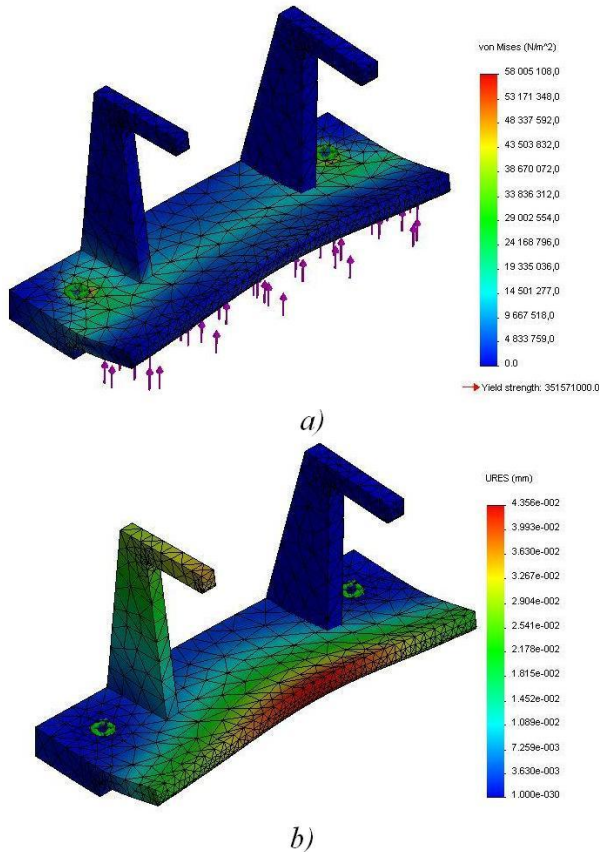 von Mises (N/m^2)
58 005 108,0
53 171 348,0
48 337 592,0
43 503 832,0
38 670 072,0
33 836 312,0
29 002 554,0
24 168 796,0
19 335 036,0
14 501 277,0
9 667 518,0
4 833 759,0
0.0
Yield strength: 351571000.0
a)
URES (mm)
4.356e-002
3.993e-002
3.630e-002
3.267e-002
2.904e-002
2.541e-002
2.178e-002
1.815e-002
1.452e-002
1.089e-002
7.259e-003
3.630e-003
1.000e-030
b)